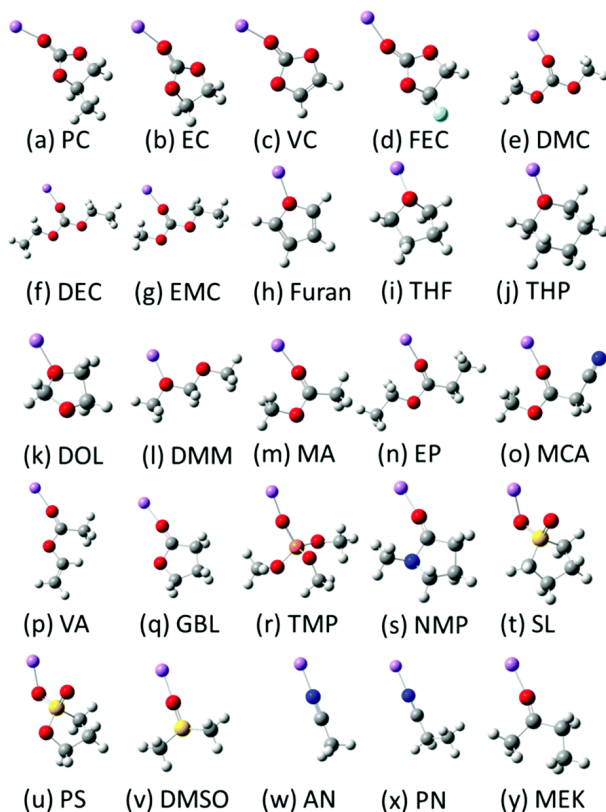 (a) PC (b) EC (c) VC (d) FEC (e) DMC
(f) DEC (g) EMC (h) Furan (i) THF (j) THP
(k) DOL (l) DMM (m) MA (n) EP (o) MCA
(p) VA (q) GBL (r) TMP (s) NMP (t) SL
(u) PS (v) DMSO (w) AN (x) PN (y) MEK